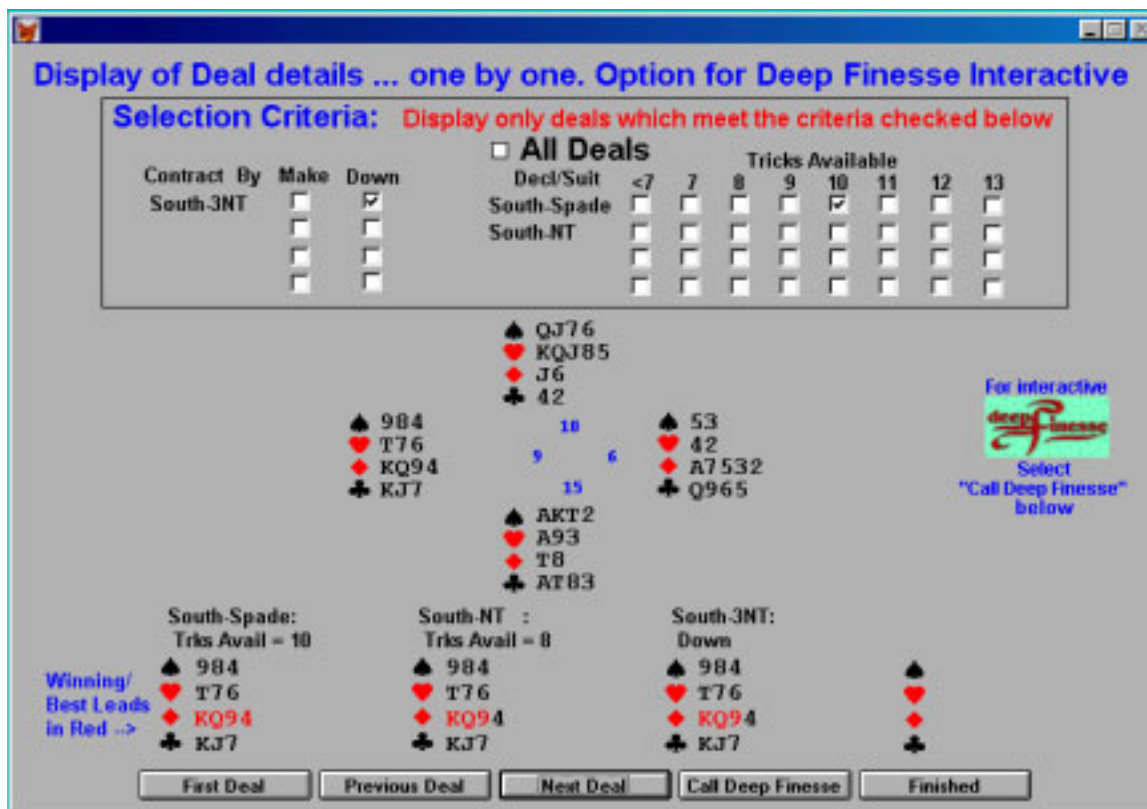 Display of Deal details ... one by one. Option for Deep Finesse Interactive
Selection Criteria: Display only deals which meet the criteria checked below
All Deals
Tricks Available
Contract By Make Down
Decl/Suit <7 7 8 9 10 11 12 13
South-3NT
South-Spade
South-NT
♠ QJ76
♥ KQJ85
♦ J6
♣ 42
♠ 984
♥ T76
♦ KQ94
♣ KJ7
10
9 6
15
♠ 53
♥ 42
♦ A7532
♣ Q965
♠ AKT2
♥ A93
♦ T8
♣ AT83
For interactive
deep finesse
Select
"Call Deep Finesse"
below
South-Spade:
Trks Avail = 10
South-NT :
Trks Avail = 8
South-3NT:
Down
Winning/
Best Leads
in Red -->
♠ 984
♥ T76
♦ KQ94
♣ KJ7
♠ 984
♥ T76
♦ KQ94
♣ KJ7
♠ 984
♥ T76
♦ KQ94
♣ KJ7
♠
♥
♦
♣
First Deal
Previous Deal
Next Deal
Call Deep Finesse
Finished